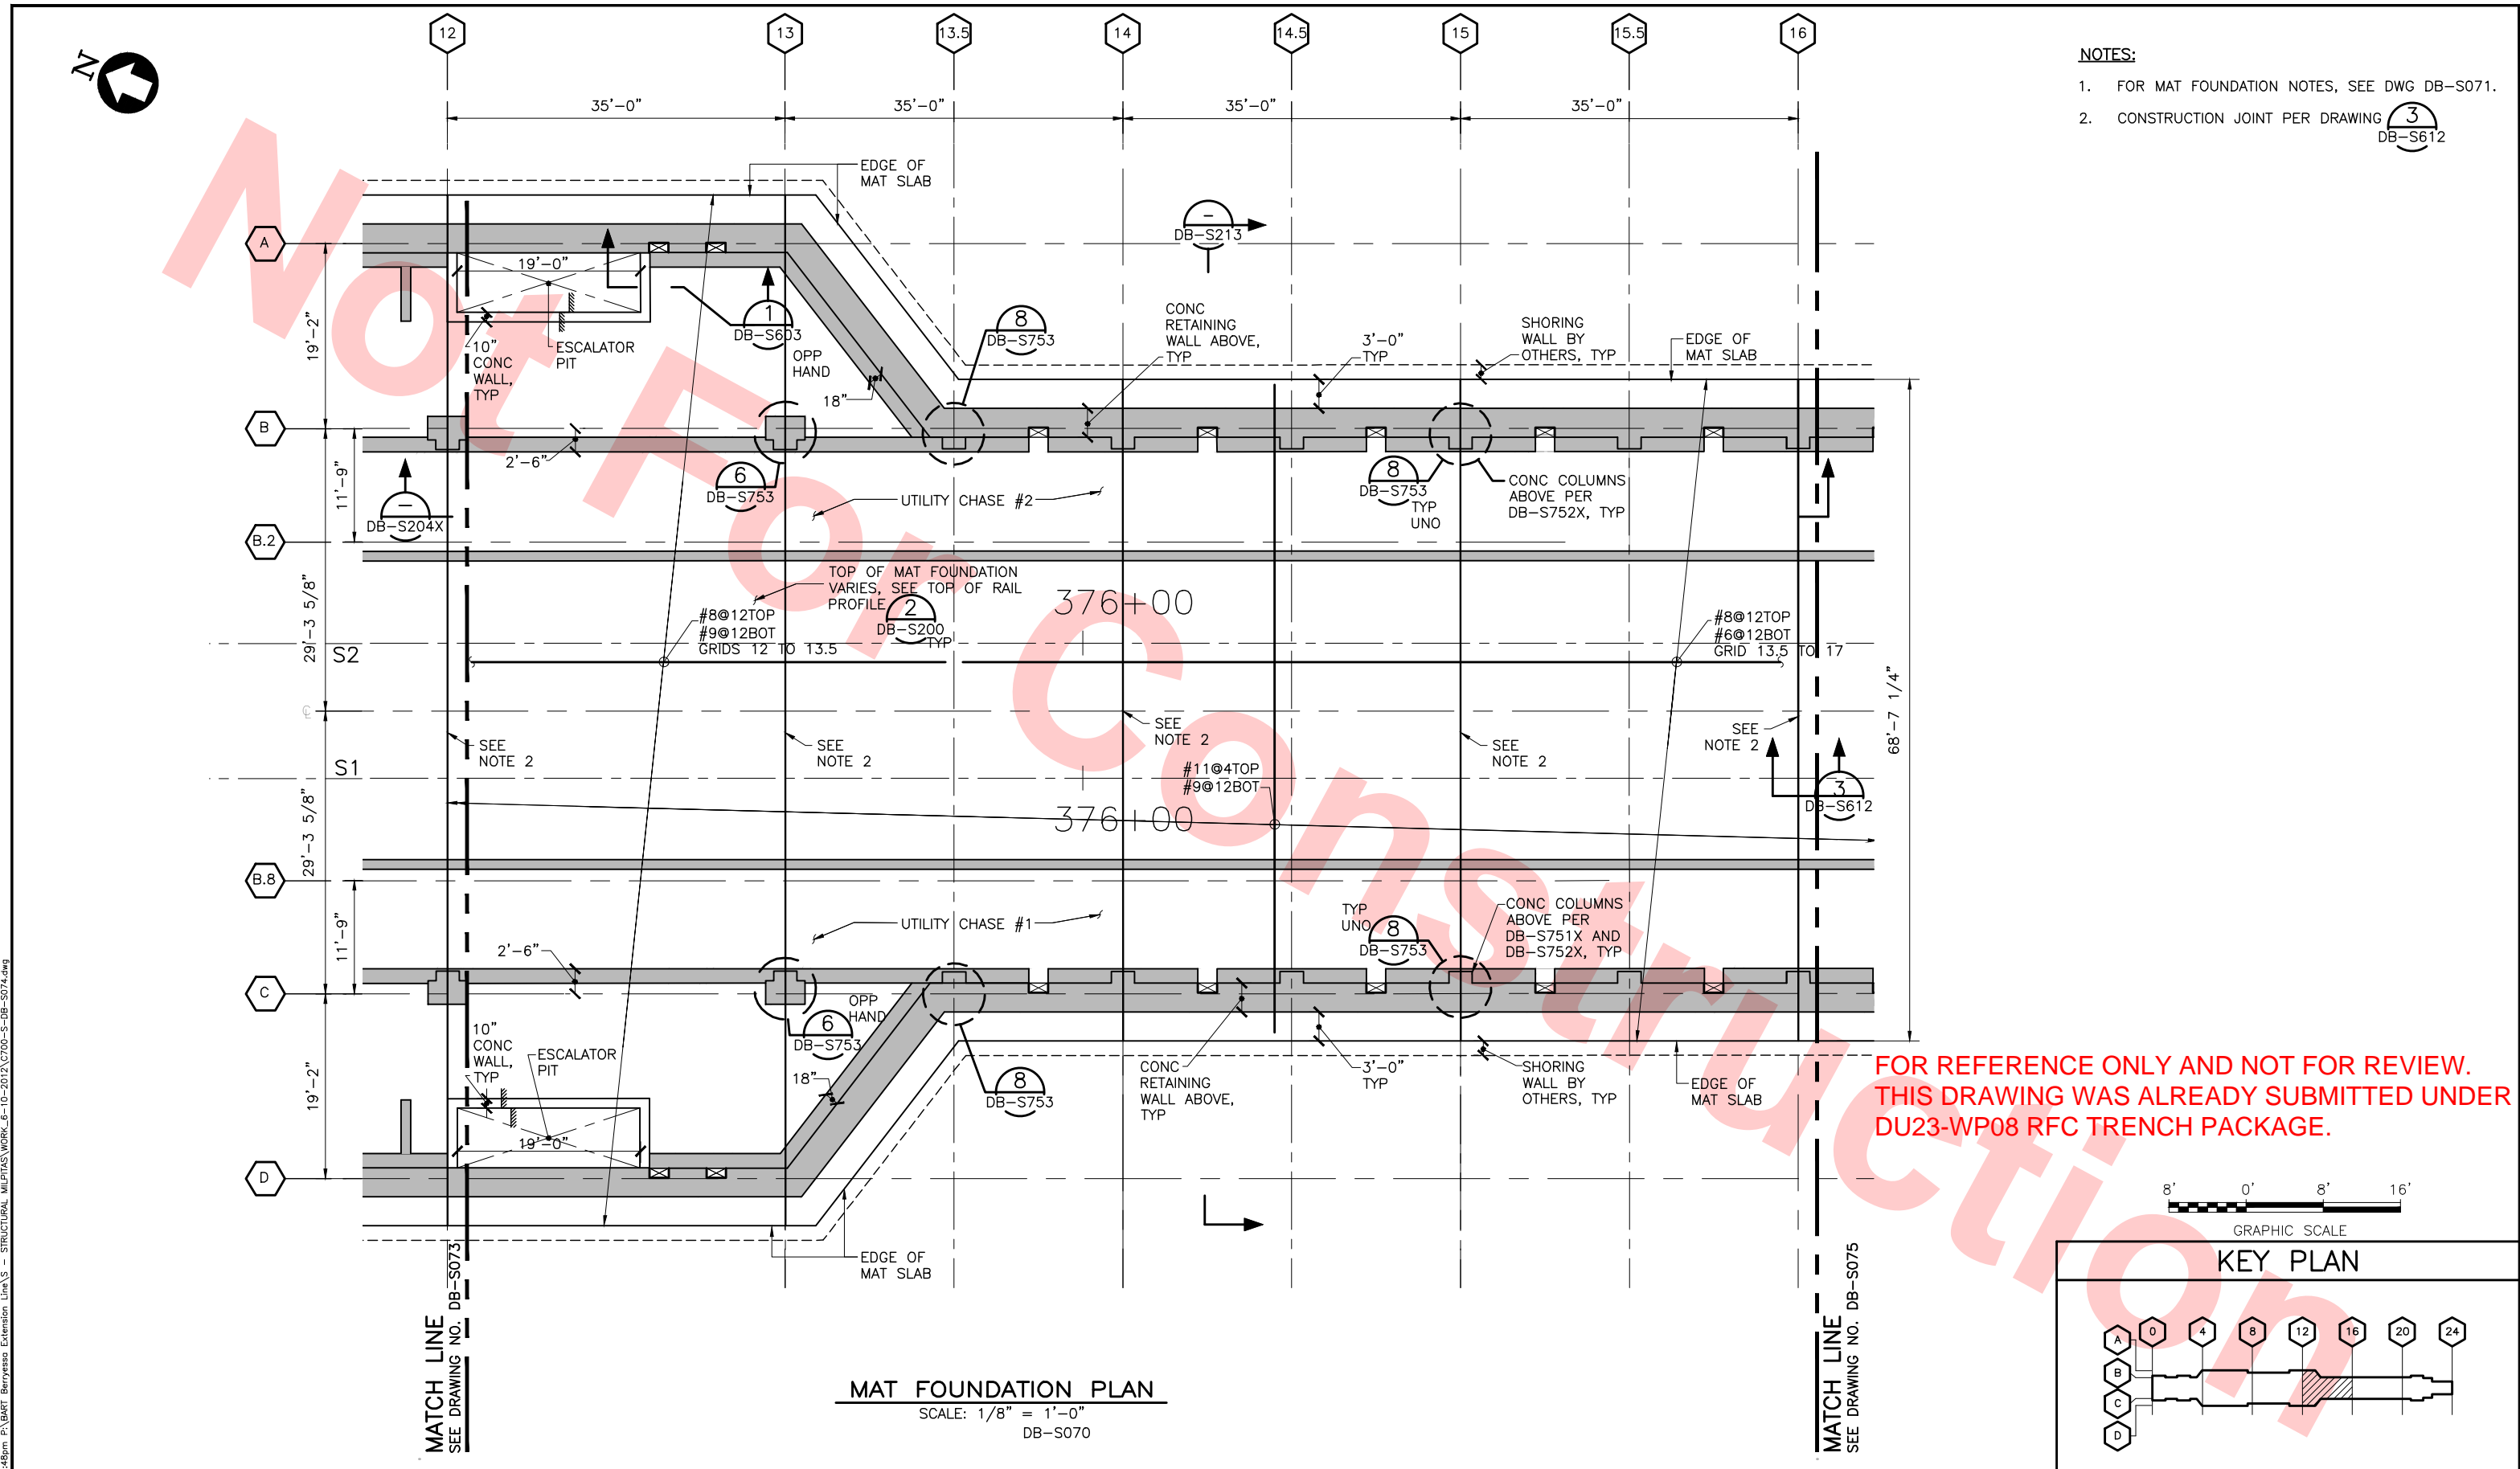 12
13
13.5
14
14.5
15
15.5
16
N
35'-0"
35'-0"
35'-0"
35'-0"
NOTES:
1. FOR MAT FOUNDATION NOTES, SEE DWG DB-S071.
2. CONSTRUCTION JOINT PER DRAWING 3
DB-S612
EDGE OF
MAT SLAB
-
DB-S213
A
19'-0"
19'-2"
1
DB-S603
10"
CONC
WALL,
TYP
ESCALATOR
PIT
OPP
HAND
18"
8
DB-S753
CONC
RETAINING
WALL ABOVE,
TYP
3'-0"
TYP
SHORING
WALL BY
OTHERS, TYP
EDGE OF
MAT SLAB
B
2'-6"
11'-9"
-
DB-S204X
6
DB-S753
UTILITY CHASE #2
8
DB-S753
TYP
UNO
CONC COLUMNS
ABOVE PER
DB-S752X, TYP
B.2
TOP OF MAT FOUNDATION
VARIES, SEE TOP OF RAIL
PROFILE 2
DB-S200
TYP
376+00
#8@12TOP
#9@12BOT
GRIDS 12 TO 13.5
#8@12TOP
#6@12BOT
GRID 13.5 TO 17
29'-3 5/8"
S2
68'-7 1/4"
SEE
NOTE 2
SEE
NOTE 2
SEE
NOTE 2
SEE
NOTE 2
SEE
NOTE 2
S1
#11@4TOP
#9@12BOT
376+00
3
DB-S612
29'-3 5/8"
B.8
11'-9"
UTILITY CHASE #1
TYP
UNO
8
DB-S753
CONC COLUMNS
ABOVE PER
DB-S751X AND
DB-S752X, TYP
2'-6"
C
OPP
HAND
6
DB-S753
10"
CONC
WALL,
TYP
ESCALATOR
PIT
18"
8
DB-S753
CONC
RETAINING
WALL ABOVE,
TYP
3'-0"
TYP
SHORING
WALL BY
OTHERS, TYP
EDGE OF
MAT SLAB
19'-2"
19'-0"
D
EDGE OF
MAT SLAB
FOR REFERENCE ONLY AND NOT FOR REVIEW.
THIS DRAWING WAS ALREADY SUBMITTED UNDER
DU23-WP08 RFC TRENCH PACKAGE.
8' 0' 8' 16'
GRAPHIC SCALE
KEY PLAN
0 4 8 12 16 20 24
A
B
C
D
MATCH LINE
SEE DRAWING NO. DB-S073
MATCH LINE
SEE DRAWING NO. DB-S075
MAT FOUNDATION PLAN
SCALE: 1/8" = 1'-0"
DB-S070
Not For Construction
:48pm P:\BART Berryessa Extension Line\S - STRUCTURAL MILPITAS\WORK_6-10-2012\C700-S-DB-S074.dwg